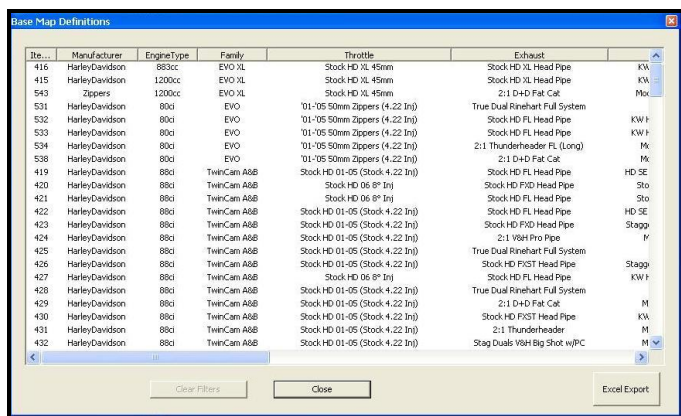 Base Map Definitions
Ite... Manufacturer EngineType Family Throttle Exhaust
416 HarleyDavidson 883cc EVO XL Stock HD XL 45mm Stock HD XL Head Pipe KW
415 HarleyDavidson 1200cc EVO XL Stock HD XL 45mm Stock HD XL Head Pipe KW
543 Zippers 1200cc EVO XL Stock HD XL 45mm 2:1 D+D Fat Cat Moc
531 HarleyDavidson 80ci EVO '01-'05 50mm Zippers (4.22 Inj) True Dual Rinehart Full System
532 HarleyDavidson 80ci EVO '01-'05 50mm Zippers (4.22 Inj) Stock HD FL Head Pipe KW H
533 HarleyDavidson 80ci EVO '01-'05 50mm Zippers (4.22 Inj) Stock HD FL Head Pipe KW H
534 HarleyDavidson 80ci EVO '01-'05 50mm Zippers (4.22 Inj) 2:1 Thunderheader FL (Long) Mc
538 HarleyDavidson 80ci EVO '01-'05 50mm Zippers (4.22 Inj) 2:1 D+D Fat Cat Mc
419 HarleyDavidson 88ci TwinCam A&B Stock HD 01-05 (Stock 4.22 Inj) Stock HD FL Head Pipe HD SE
420 HarleyDavidson 88ci TwinCam A&B Stock HD 06 8° Inj Stock HD FXD Head Pipe Sto
421 HarleyDavidson 88ci TwinCam A&B Stock HD 06 8° Inj Stock HD FL Head Pipe Sto
422 HarleyDavidson 88ci TwinCam A&B Stock HD 01-05 (Stock 4.22 Inj) Stock HD FL Head Pipe HD SE
423 HarleyDavidson 88ci TwinCam A&B Stock HD 01-05 (Stock 4.22 Inj) Stock HD FXD Head Pipe Stagg
424 HarleyDavidson 88ci TwinCam A&B Stock HD 01-05 (Stock 4.22 Inj) 2:1 V&H Pro Pipe M
425 HarleyDavidson 88ci TwinCam A&B Stock HD 01-05 (Stock 4.22 Inj) True Dual Rinehart Full System
426 HarleyDavidson 88ci TwinCam A&B Stock HD 01-05 (Stock 4.22 Inj) Stock HD FXST Head Pipe Stagg
427 HarleyDavidson 88ci TwinCam A&B Stock HD 06 8° Inj Stock HD FL Head Pipe KW H
428 HarleyDavidson 88ci TwinCam A&B Stock HD 01-05 (Stock 4.22 Inj) True Dual Rinehart Full System
429 HarleyDavidson 88ci TwinCam A&B Stock HD 01-05 (Stock 4.22 Inj) 2:1 D+D Fat Cat M
430 HarleyDavidson 88ci TwinCam A&B Stock HD 01-05 (Stock 4.22 Inj) Stock HD FXST Head Pipe KW
431 HarleyDavidson 88ci TwinCam A&B Stock HD 01-05 (Stock 4.22 Inj) 2:1 Thunderheader M
432 HarleyDavidson 88ci TwinCam A&B Stock HD 01-05 (Stock 4.22 Inj) Stag Duals V&H Big Shot w/PC M
Clear Filters Close Excel Export